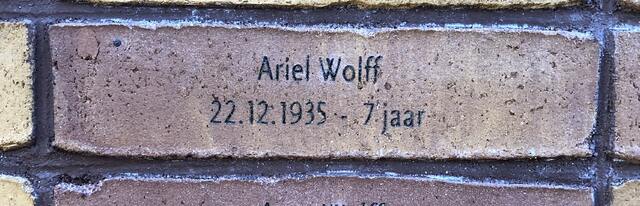 Ariel Wolff
22.12.1935 - 7 jaar